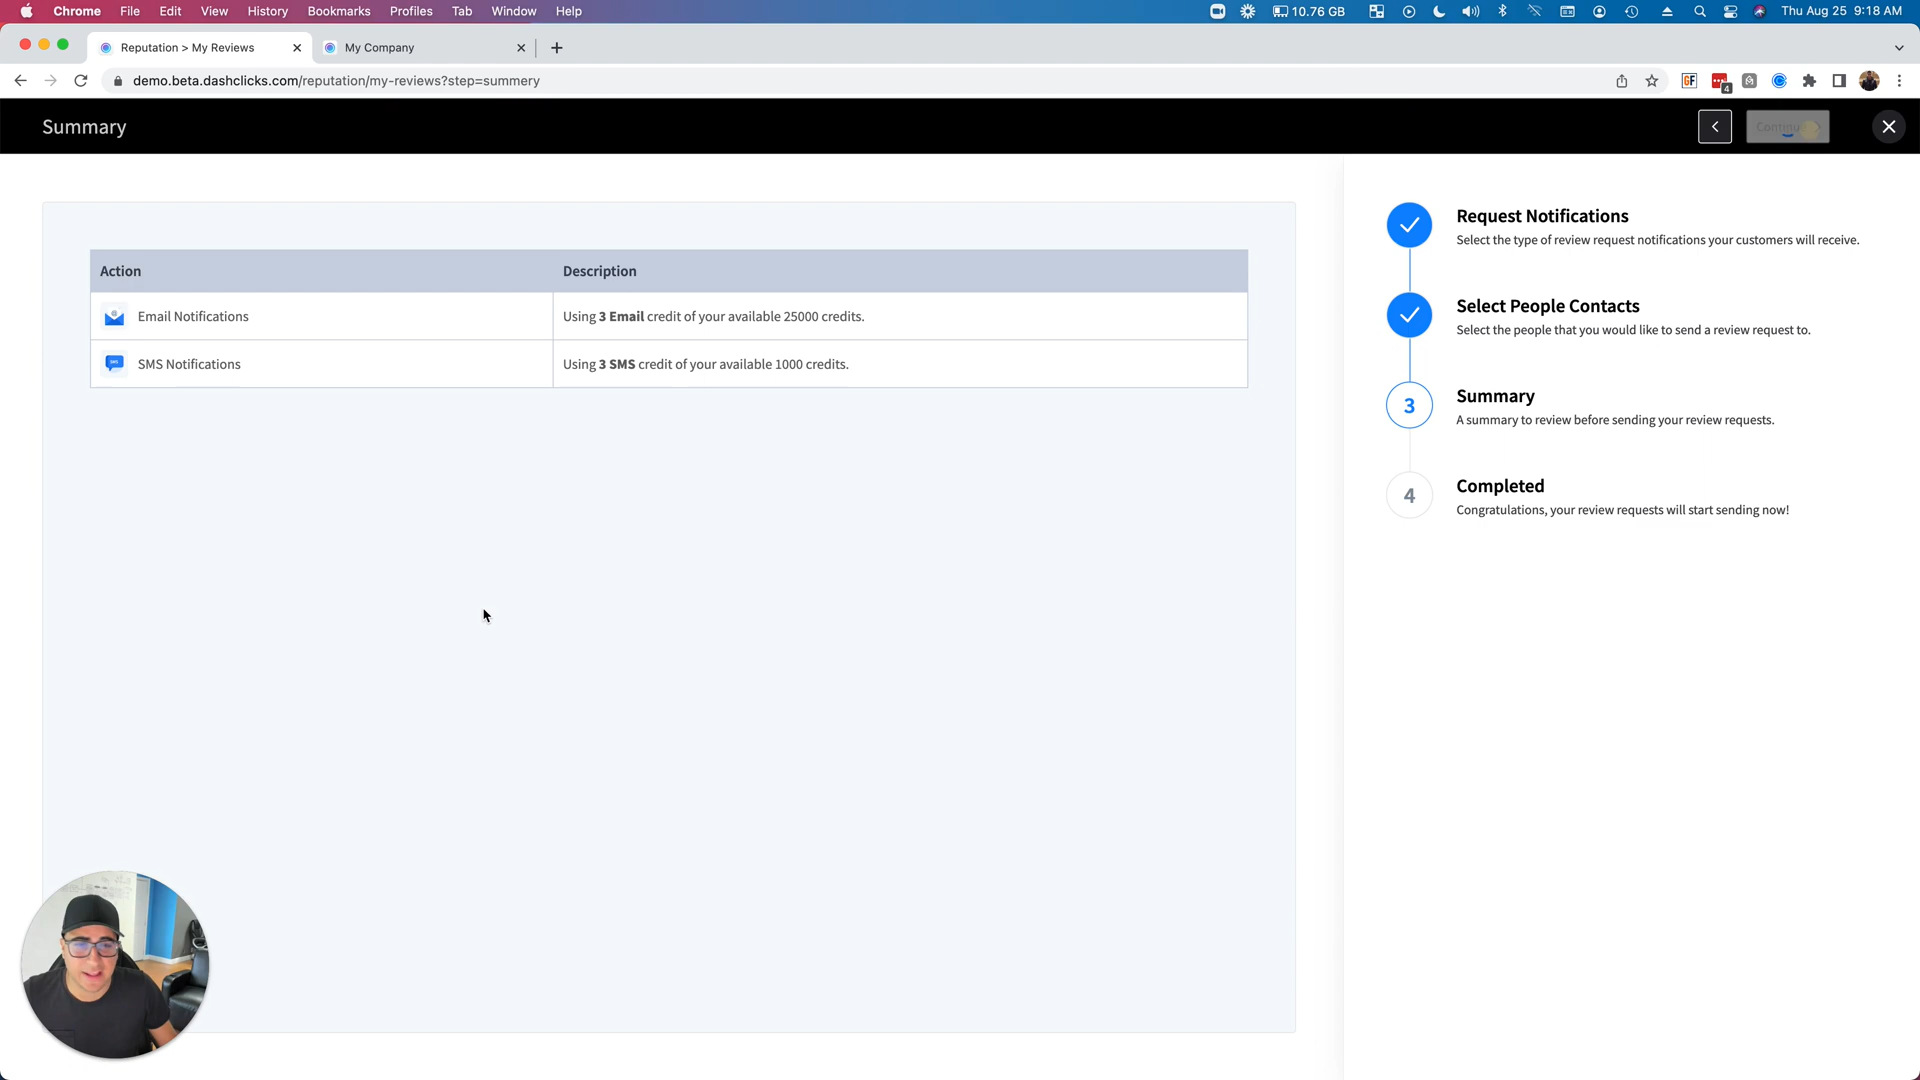 Chrome File Edit View History Bookmarks Profiles Tab Window Help 10.76 GB Thu Aug 25 9:18 AM
Reputation > My Reviews My Company
demo.beta.dashclicks.com/reputation/my-reviews?step=summery GF 4
Summary
Request Notifications
Select the type of review request notifications your customers will receive.
Action Description
Email Notifications Using 3 Email credit of your available 25000 credits.
SMS Notifications Using 3 SMS credit of your available 1000 credits.
Select People Contacts
Select the people that you would like to send a review request to.
3 Summary
A summary to review before sending your review requests.
4 Completed
Congratulations, your review requests will start sending now!